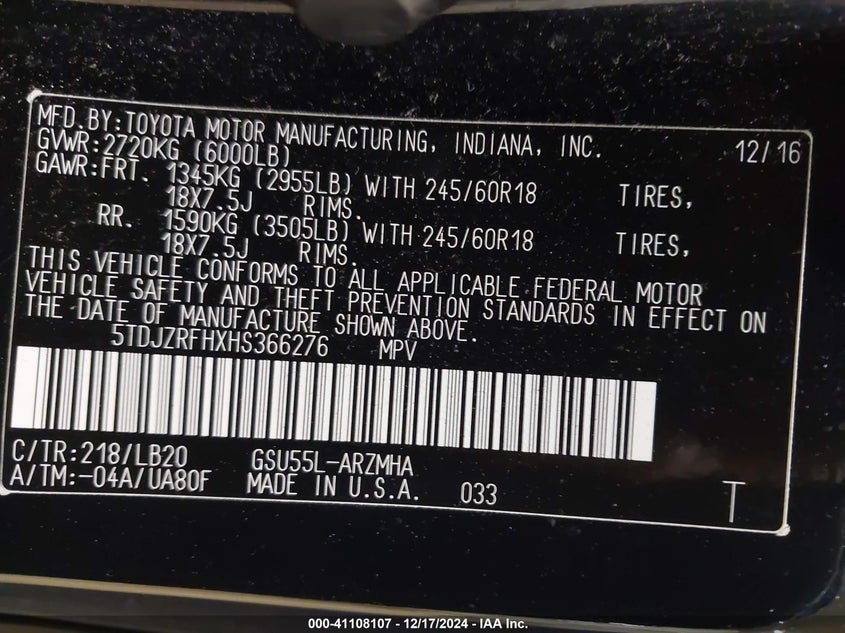 MFD.BY:TOYOTA MOTOR MANUFACTURING, INDIANA, INC. 12/16
GVWR:2720KG (6000LB)
GAWR:FRT. 1345KG (2955LB) WITH 245/60R18 TIRES,
18X7.5J RIMS.
RR. 1590KG (3505LB) WITH 245/60R18 TIRES,
18X7.5J RIMS.
THIS VEHICLE CONFORMS TO ALL APPLICABLE FEDERAL MOTOR
VEHICLE SAFETY AND THEFT PREVENTION STANDARDS IN EFFECT ON
THE DATE OF MANUFACTURE SHOWN ABOVE.
5TDJZRFHXHS366276 MPV
C/TR:218/LB20 GSU55L-ARZMHA
A/TM:-04A/UA80F MADE IN U.S.A. 033 T
000-41108107 - 12/17/2024 - IAA Inc.